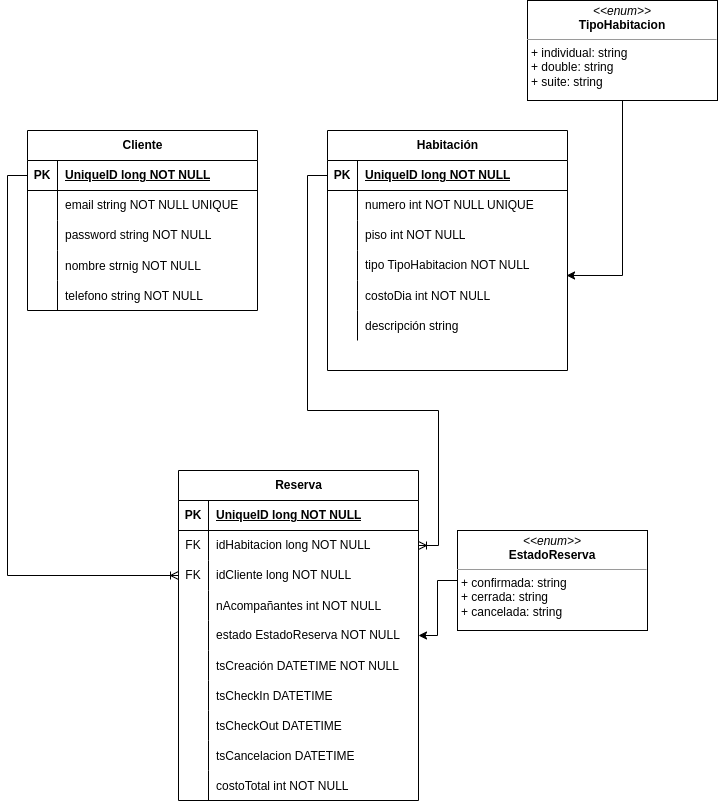 <<enum>>
TipoHabitacion
+ individual: string
+ double: string
+ suite: string
Cliente
PK UniqueID long NOT NULL
email string NOT NULL UNIQUE
password string NOT NULL
nombre strnig NOT NULL
telefono string NOT NULL
Habitación
PK UniqueID long NOT NULL
numero int NOT NULL UNIQUE
piso int NOT NULL
tipo TipoHabitacion NOT NULL
costoDia int NOT NULL
descripción string
Reserva
PK UniqueID long NOT NULL
FK idHabitacion long NOT NULL
FK idCliente long NOT NULL
nAcompañantes int NOT NULL
estado EstadoReserva NOT NULL
tsCreación DATETIME NOT NULL
tsCheckIn DATETIME
tsCheckOut DATETIME
tsCancelacion DATETIME
costoTotal int NOT NULL
<<enum>>
EstadoReserva
+ confirmada: string
+ cerrada: string
+ cancelada: string